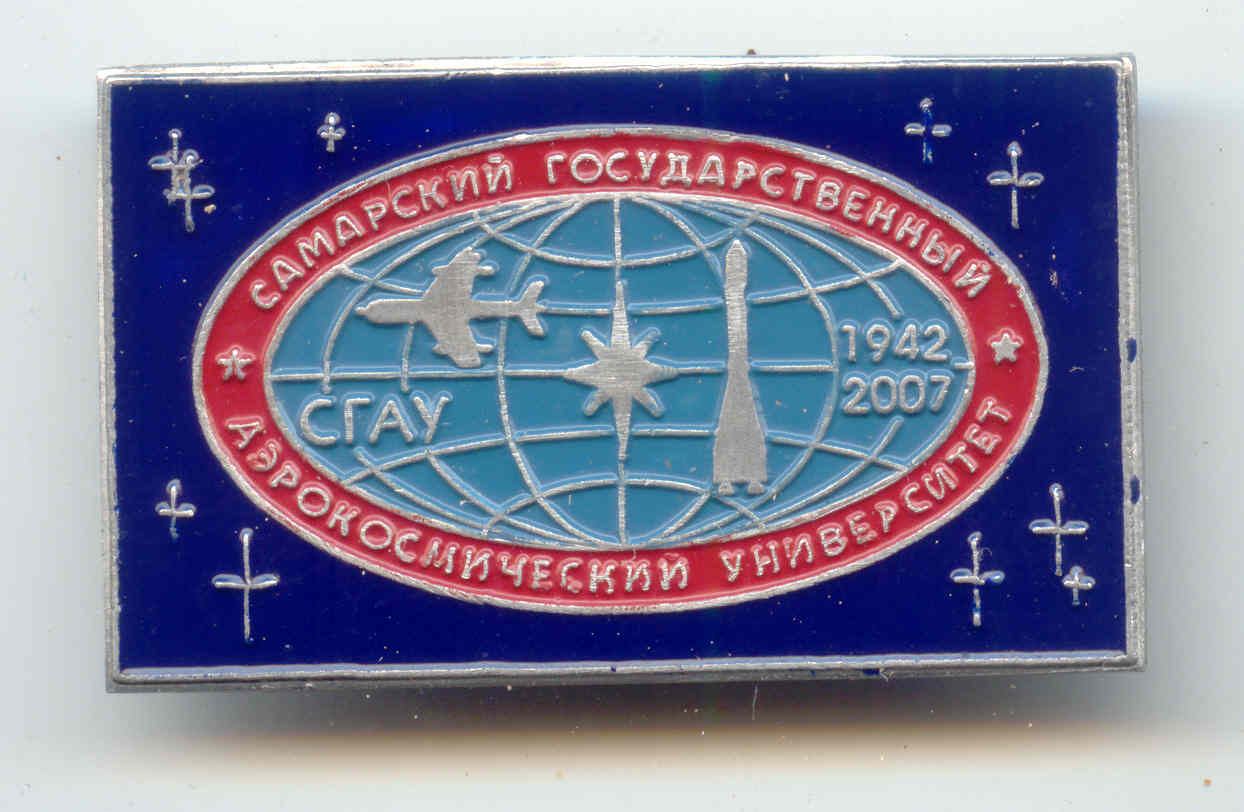 САМАРСКИЙ ГОСУДАРСТВЕННЫЙ
1942
2007
СГАУ
АЭРОКОСМИЧЕСКИЙ УНИВЕРСИТЕТ